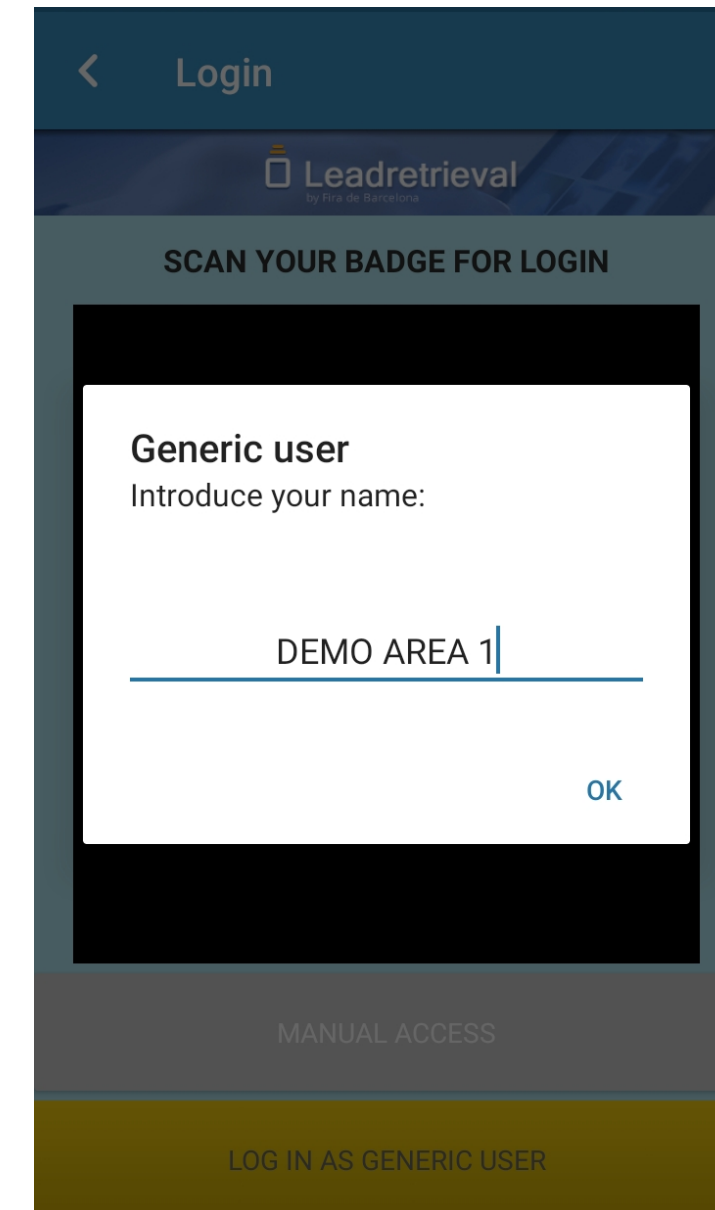 Login
Leadretrieval
by Fira de Barcelona
SCAN YOUR BADGE FOR LOGIN
Generic user
Introduce your name:
DEMO AREA 1
OK
MANUAL ACCESS
LOG IN AS GENERIC USER